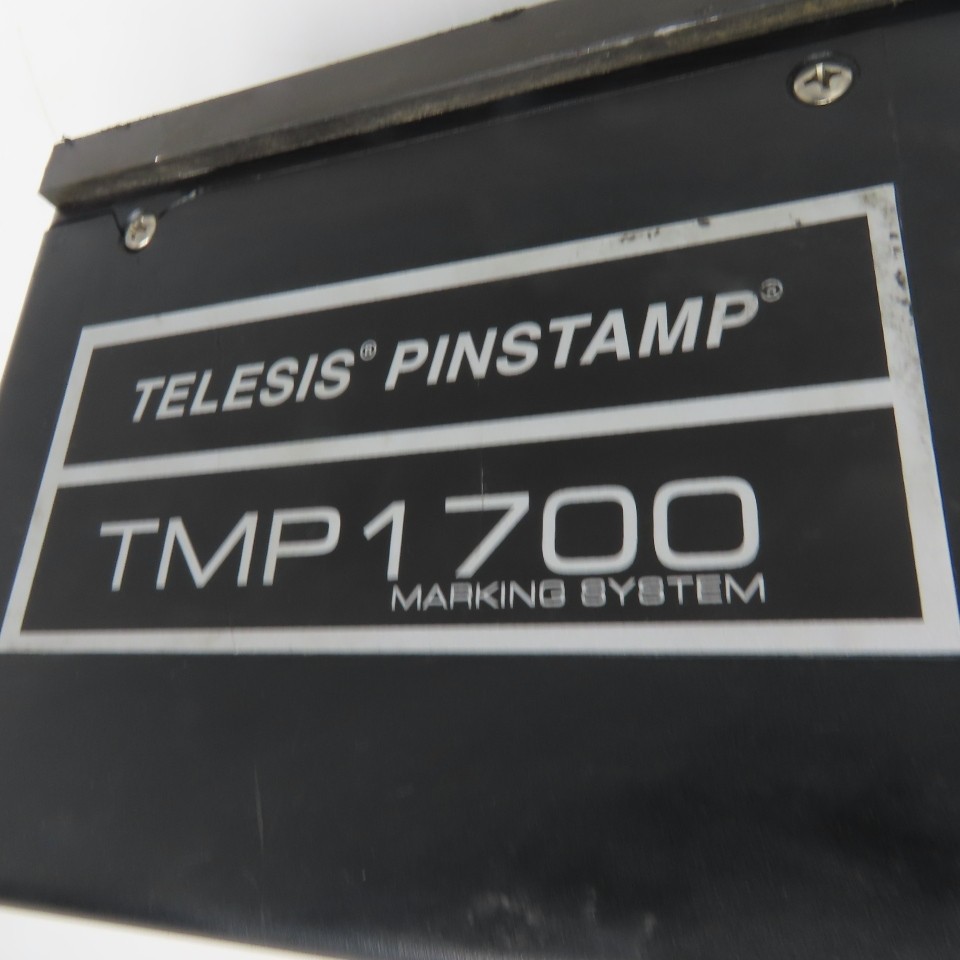 TELESIS® PINSTAMP®
TMP1700
MARKING SYSTEM